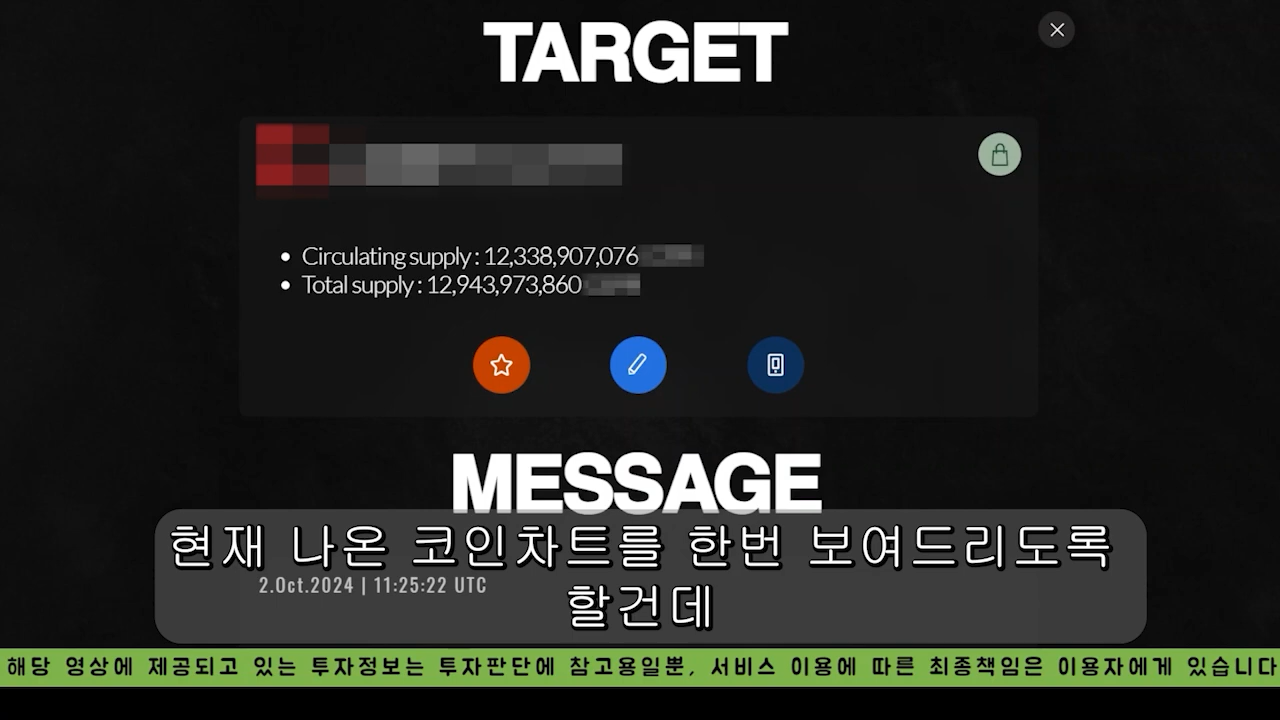 TARGET
Circulating supply : 12,338,907,076
Total supply : 12,943,973,860
MESSAGE
현재 나온 코인차트를 한번 보여드리도록
할건데
2.Oct.2024 | 11:25:22 UTC
해당 영상에 제공되고 있는 투자정보는 투자판단에 참고용일뿐, 서비스 이용에 따른 최종책임은 이용자에게 있습니다